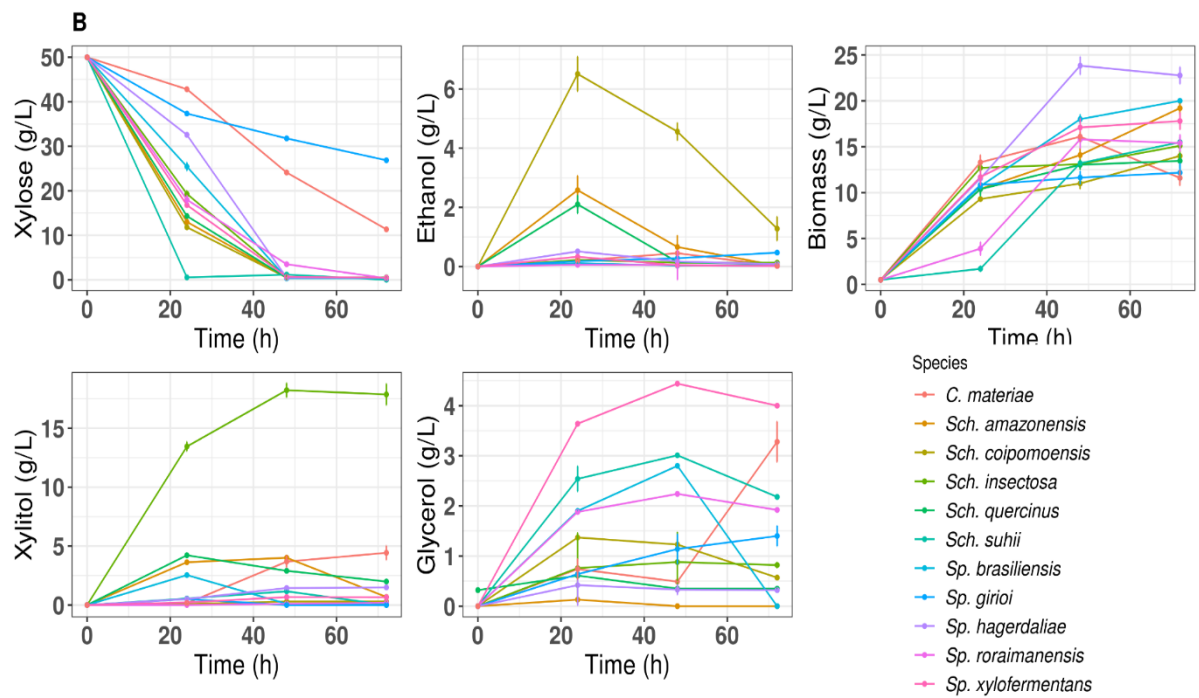 B
Xylose (g/L)
50
40
30
20
10
0
0 20 40 60
Time (h)
Ethanol (g/L)
6
4
2
0
0 20 40 60
Time (h)
Biomass (g/L)
25
20
15
10
5
0
0 20 40 60
Time (h)
Xylitol (g/L)
15
10
5
0
0 20 40 60
Time (h)
Glycerol (g/L)
4
3
2
1
0
0 20 40 60
Time (h)
Species
C. materiae
Sch. amazonensis
Sch. coipomoensis
Sch. insectosa
Sch. quercinus
Sch. suhii
Sp. brasiliensis
Sp. girioi
Sp. hagerdaliae
Sp. roraimanensis
Sp. xylofermentans